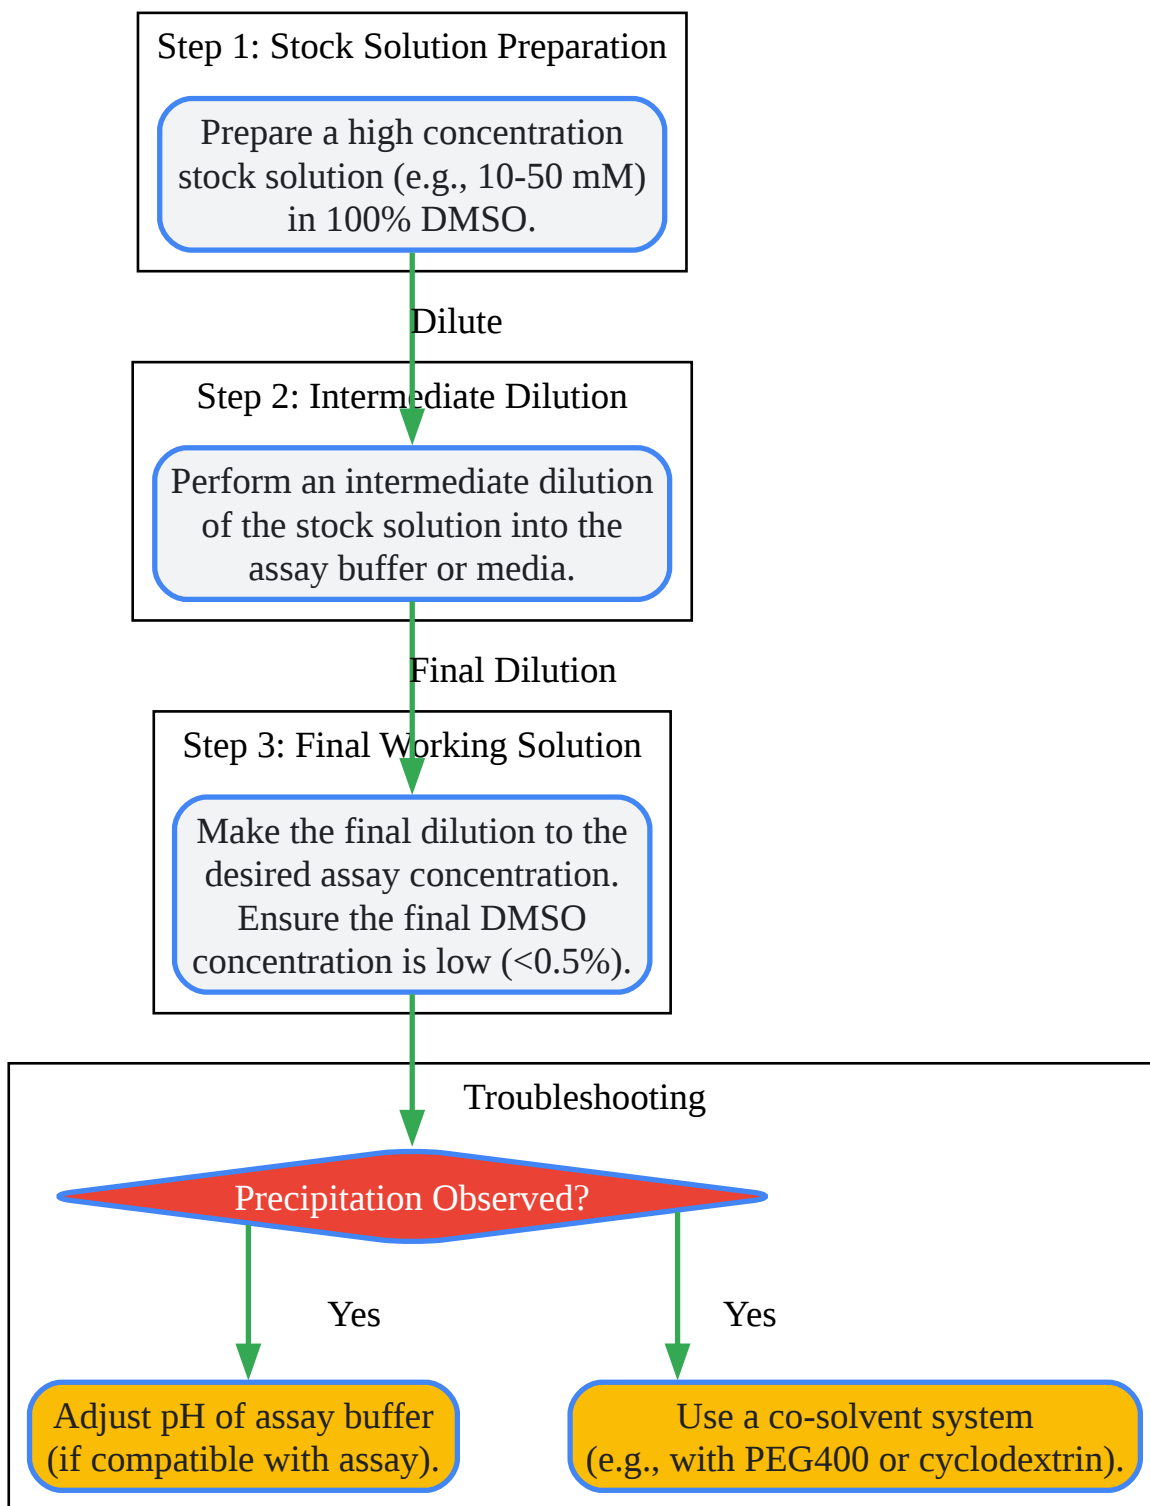 Step 1: Stock Solution Preparation
Prepare a high concentration
stock solution (e.g., 10-50 mM)
in 100% DMSO.
Dilute
Step 2: Intermediate Dilution
Perform an intermediate dilution
of the stock solution into the
assay buffer or media.
Final Dilution
Step 3: Final Working Solution
Make the final dilution to the
desired assay concentration.
Ensure the final DMSO
concentration is low (<0.5%).
Troubleshooting
Precipitation Observed?
Yes
Yes
Adjust pH of assay buffer
(if compatible with assay).
Use a co-solvent system
(e.g., with PEG400 or cyclodextrin).